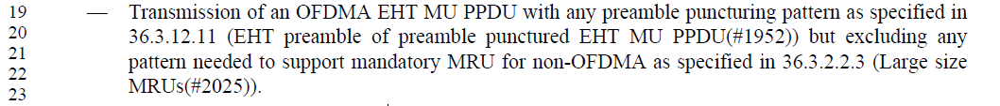 19 — Transmission of an OFDMA EHT MU PPDU with any preamble puncturing pattern as specified in
20 36.3.12.11 (EHT preamble of preamble punctured EHT MU PPDU(#1952)) but excluding any
21 pattern needed to support mandatory MRU for non-OFDMA as specified in 36.3.2.2.3 (Large size
22 MRUs(#2025)).
23